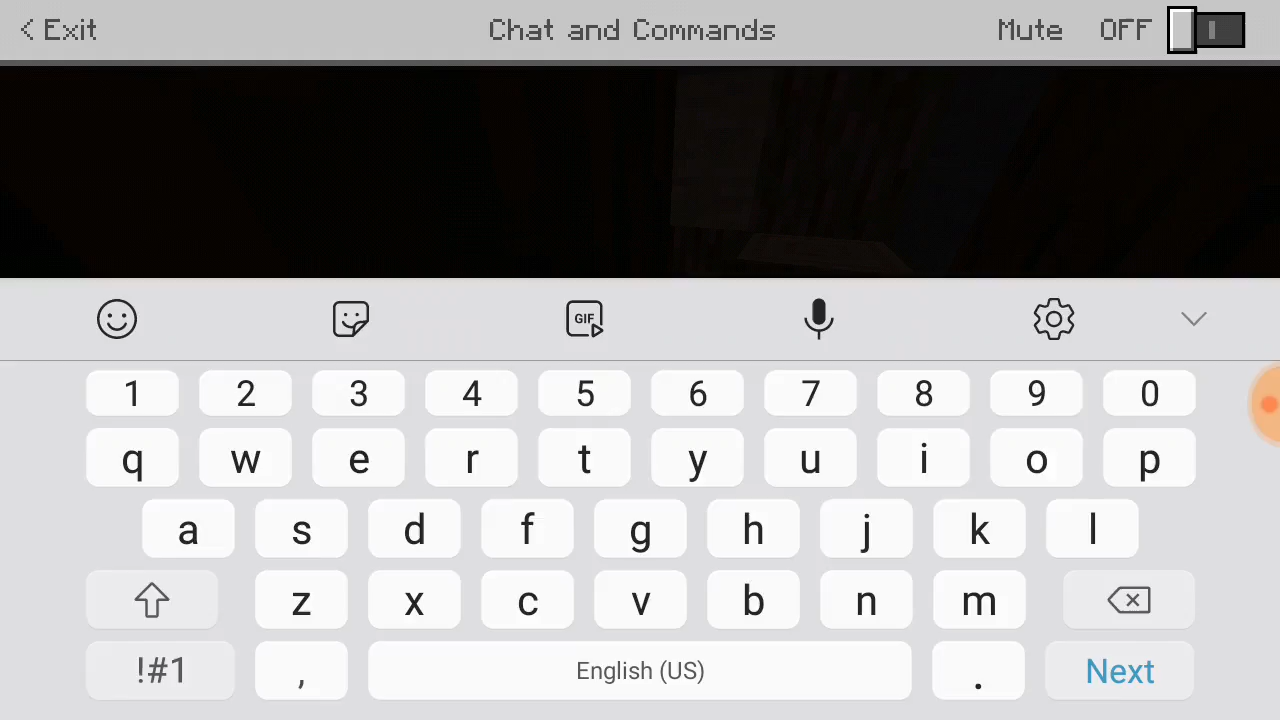 < Exit
Chat and Commands
Mute OFF
GIF
1 2 3 4 5 6 7 8 9 0
q w e r t y u i o p
a s d f g h j k l
z x c v b n m
!#1 , English (US) . Next